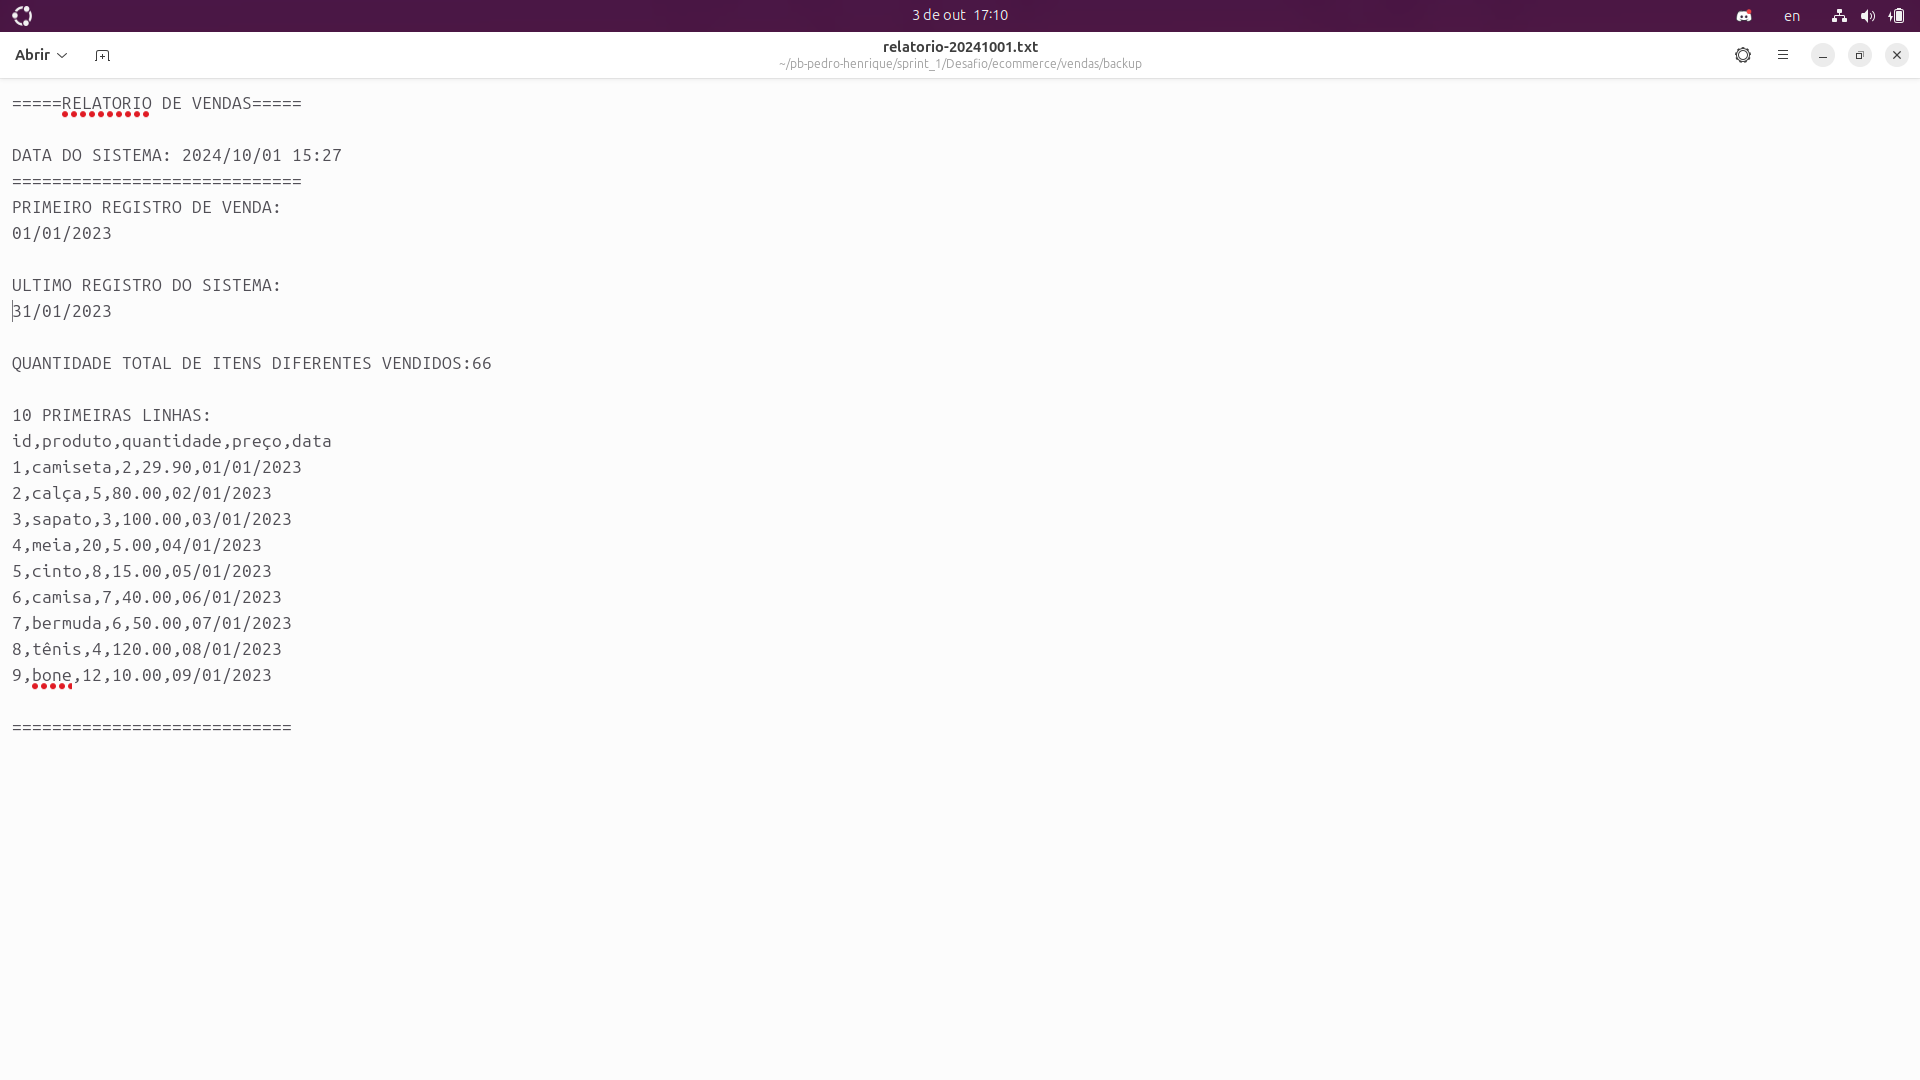 3 de out 17:10
en
Abrir
relatorio-20241001.txt
~/pb-pedro-henrique/sprint_1/Desafio/ecommerce/vendas/backup
=====RELATORIO DE VENDAS=====
DATA DO SISTEMA: 2024/10/01 15:27
=============================
PRIMEIRO REGISTRO DE VENDA:
01/01/2023
ULTIMO REGISTRO DO SISTEMA:
31/01/2023
QUANTIDADE TOTAL DE ITENS DIFERENTES VENDIDOS:66
10 PRIMEIRAS LINHAS:
id,produto,quantidade,preço,data
1,camiseta,2,29.90,01/01/2023
2,calça,5,80.00,02/01/2023
3,sapato,3,100.00,03/01/2023
4,meia,20,5.00,04/01/2023
5,cinto,8,15.00,05/01/2023
6,camisa,7,40.00,06/01/2023
7,bermuda,6,50.00,07/01/2023
8,tênis,4,120.00,08/01/2023
9,bone,12,10.00,09/01/2023
============================